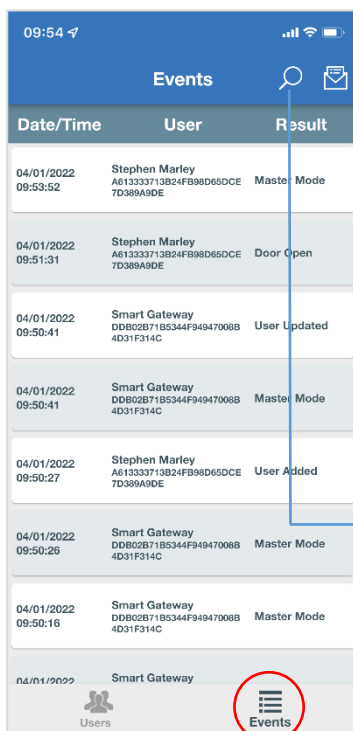 09:54
Events
Date/Time User Result
04/01/2022 09:53:52
Stephen Marley
A613333713B24FB98D65DCE
7D389A9DE
Master Mode
04/01/2022 09:51:31
Stephen Marley
A613333713B24FB98D65DCE
7D389A9DE
Door Open
04/01/2022 09:50:41
Smart Gateway
DDB02B71B5344F94947008B
4D31F314C
User Updated
04/01/2022 09:50:41
Smart Gateway
DDB02B71B5344F94947008B
4D31F314C
Master Mode
04/01/2022 09:50:27
Stephen Marley
A613333713B24FB98D65DCE
7D389A9DE
User Added
04/01/2022 09:50:26
Smart Gateway
DDB02B71B5344F94947008B
4D31F314C
Master Mode
04/01/2022 09:50:16
Smart Gateway
DDB02B71B5344F94947008B
4D31F314C
Master Mode
04/01/2022
Smart Gateway
Users
Events